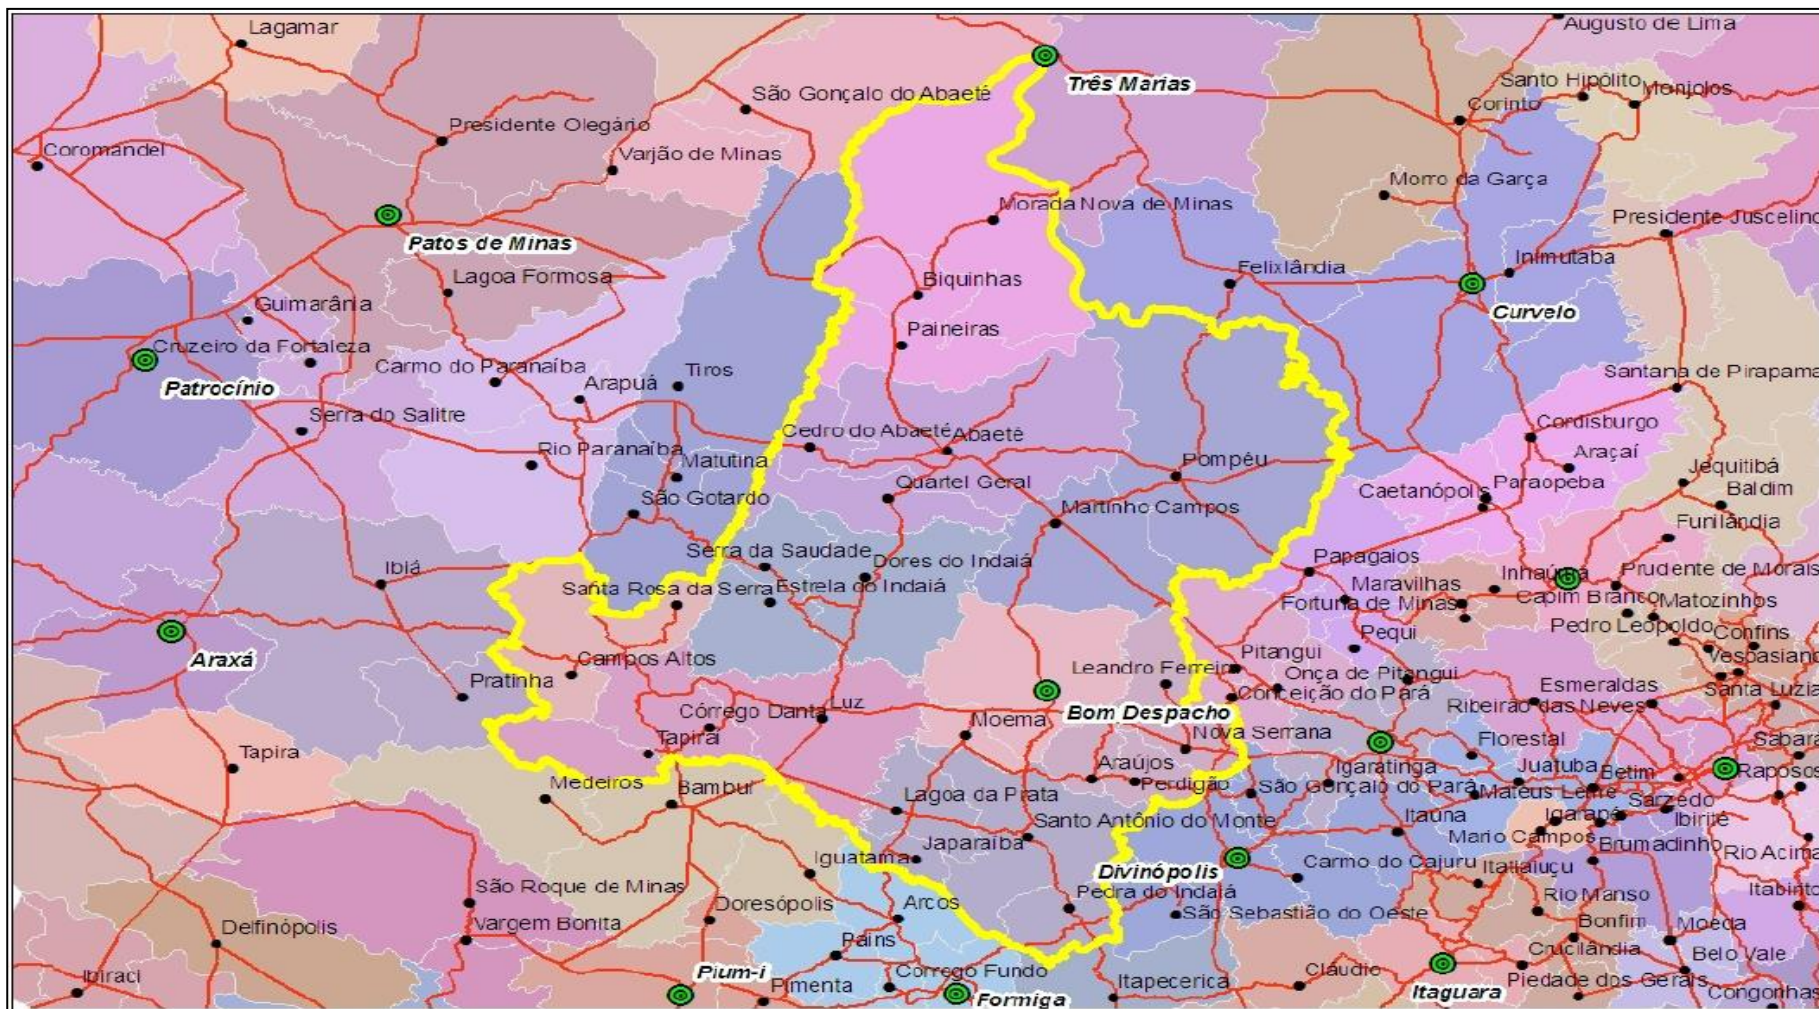 Lagamar
Augusto de Lima
Três Marias
Santo Hipólito
Monjolos
São Gonçalo do Abaeté
Corinto
Presidente Olegário
Coromandel
Varjão de Minas
Morro da Garça
Morada Nova de Minas
Presidente Juscelino
Patos de Minas
Lagoa Formosa
Biquinhas
Felixlândia
Inimutaba
Guimarânia
Curvelo
Paineiras
Cruzeiro da Fortaleza
Carmo do Paranaíba
Tiros
Patrocínio
Arapuá
Santana de Pirapama
Serra do Salitre
Cedro do Abaeté
Abaeté
Cordisburgo
Rio Paranaíba
Matutina
Pompéu
Araçaí
Jequitibá
São Gotardo
Quartel Geral
Martinho Campos
Caetanópolis
Paraopeba
Baldim
Funilândia
Serra da Saudade
Dores do Indaiá
Papagaios
Ibiá
Santa Rosa da Serra
Estrela do Indaiá
Maravilhas
Inhaúma
Prudente de Morais
Fortuna de Minas
Capim Branco
Matozinhos
Pequi
Pedro Leopoldo
Confins
Araxá
Campos Altos
Leandro Ferreir
Pitangui
Vespasiano
Pratinha
Onça de Pitangui
Conceição do Pará
Esmeraldas
Santa Luzia
Córrego Danta
Luz
Moema
Bom Despacho
Ribeirão das Neves
Tapira
Tapiraí
Nova Serrana
Florestal
Sabará
Medeiros
Bambuí
Araújos
Perdigão
Igaratinga
São Gonçalo do Pará
Juatuba
Betim
Raposos
Lagoa da Prata
Mateus Leme
Santo Antônio do Monte
Itaúna
Igarapé
Sarzedo
Ibirité
Japaraíba
Mario Campos
Brumadinho
Rio Acima
Iguatama
Divinópolis
Carmo do Cajuru
Itatiaiuçu
São Roque de Minas
Pedra do Indaiá
Rio Manso
Itabirito
Doresópolis
Arcos
São Sebastião do Oeste
Delfinópolis
Vargem Bonita
Bonfim
Moeda
Pains
Crucilândia
Belo Vale
Ibiraci
Pium-i
Pimenta
Córrego Fundo
Formiga
Itapecerica
Cláudio
Itaguara
Piedade dos Gerais
Congonhas